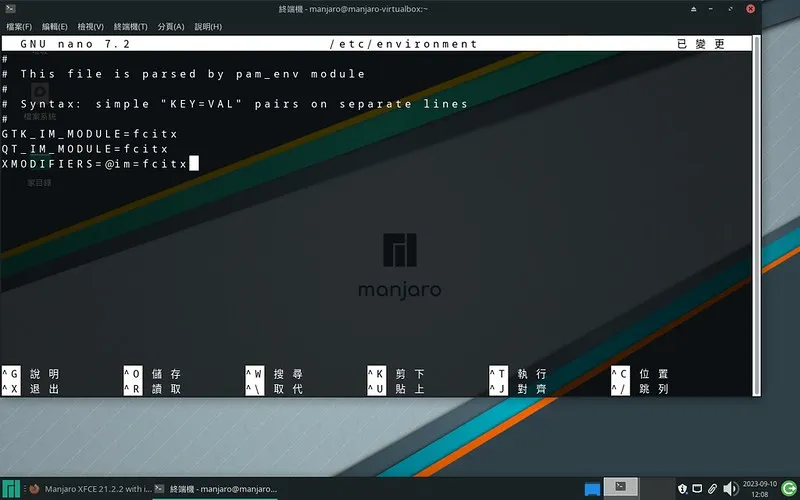 終端機 - manjaro@manjaro-virtualbox:~
檔案(F) 編輯(E) 檢視(V) 終端機(T) 分頁(A) 說明(H)
GNU nano 7.2 /etc/environment 已變更
#
# This file is parsed by pam_env module
#
# Syntax: simple "KEY=VAL" pairs on separate lines
#
檔案系統
GTK_IM_MODULE=fcitx
QT_IM_MODULE=fcitx
XMODIFIERS=@im=fcitx
家目錄
manjaro
^G 說明 ^O 儲存 ^W 搜尋 ^K 剪下 ^T 執行 ^C 位置
^X 退出 ^R 讀取 ^\ 取代 ^U 貼上 ^J 對齊 ^/ 跳列
Manjaro XFCE 21.2.2 with i... 終端機 - manjaro@manjaro... 2023-09-10
12:08